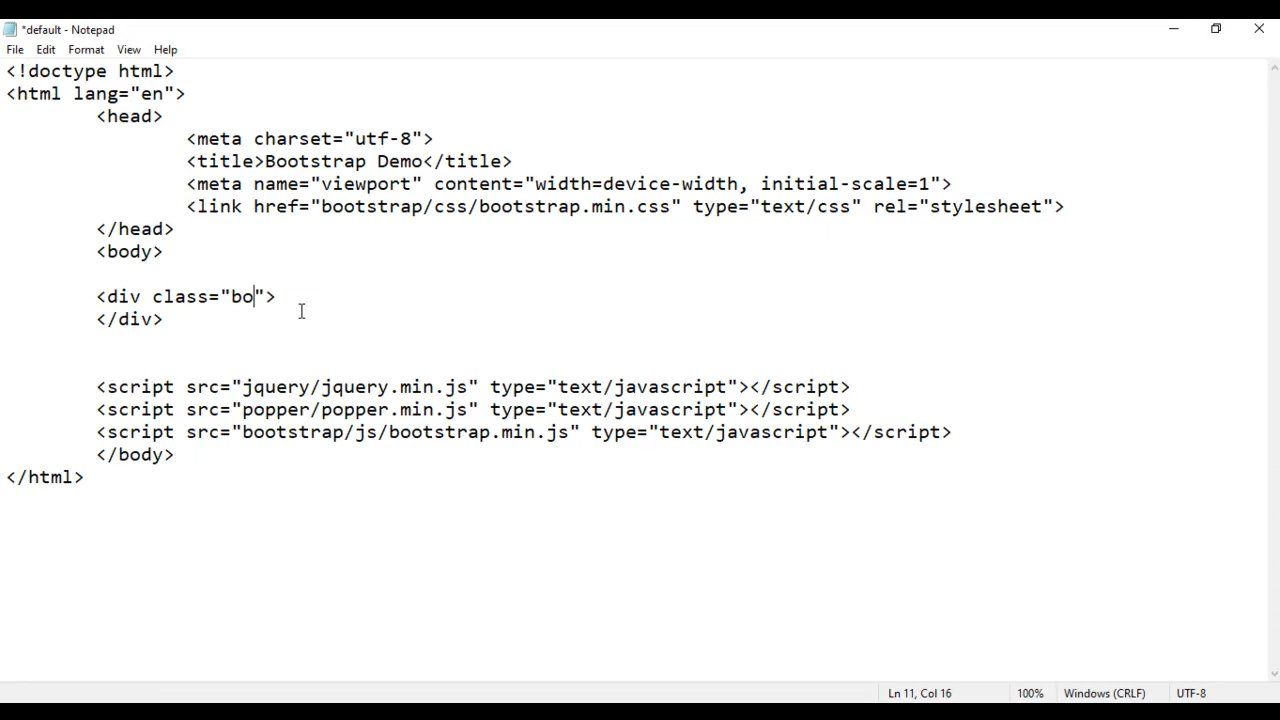 *default - Notepad
File Edit Format View Help
<!doctype html>
<html lang="en">
<head>
<meta charset="utf-8">
<title>Bootstrap Demo</title>
<meta name="viewport" content="width=device-width, initial-scale=1">
<link href="bootstrap/css/bootstrap.min.css" type="text/css" rel="stylesheet">
</head>
<body>
<div class="bo">
</div>
<script src="jquery/jquery.min.js" type="text/javascript"></script>
<script src="popper/popper.min.js" type="text/javascript"></script>
<script src="bootstrap/js/bootstrap.min.js" type="text/javascript"></script>
</body>
</html>
Ln 11, Col 16 100% Windows (CRLF) UTF-8